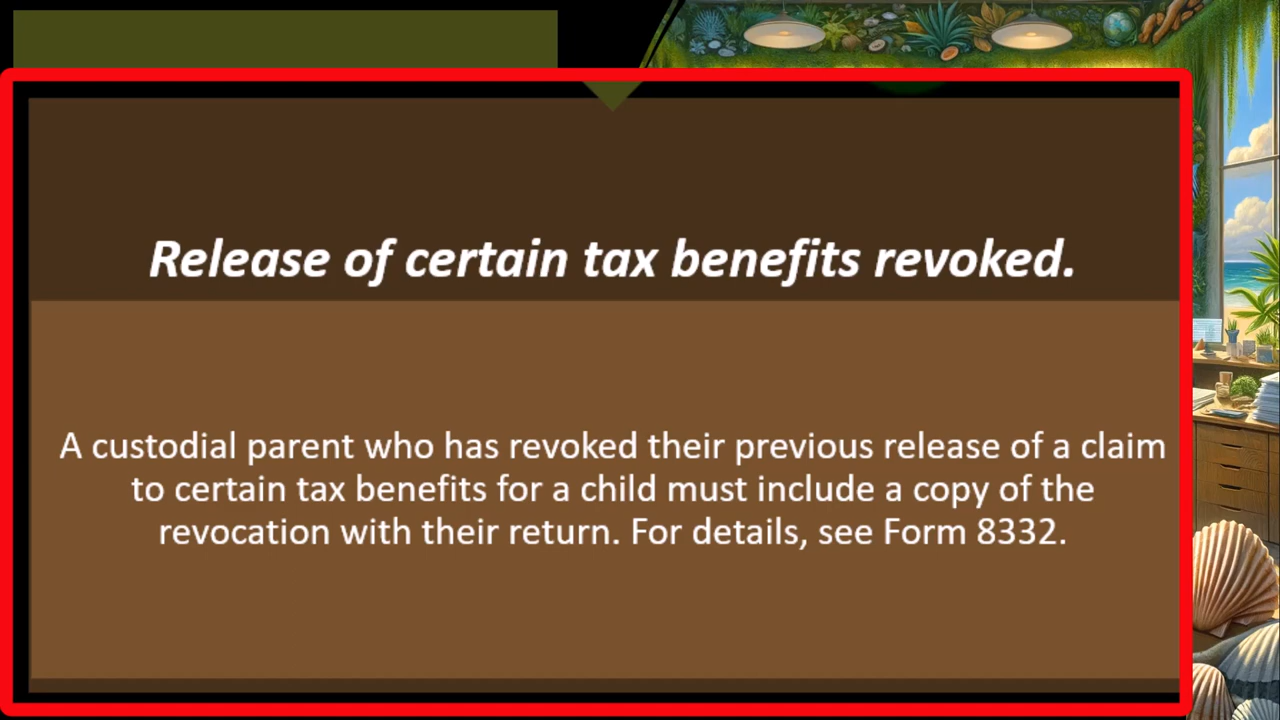 Release of certain tax benefits revoked.
A custodial parent who has revoked their previous release of a claim
to certain tax benefits for a child must include a copy of the
revocation with their return. For details, see Form 8332.